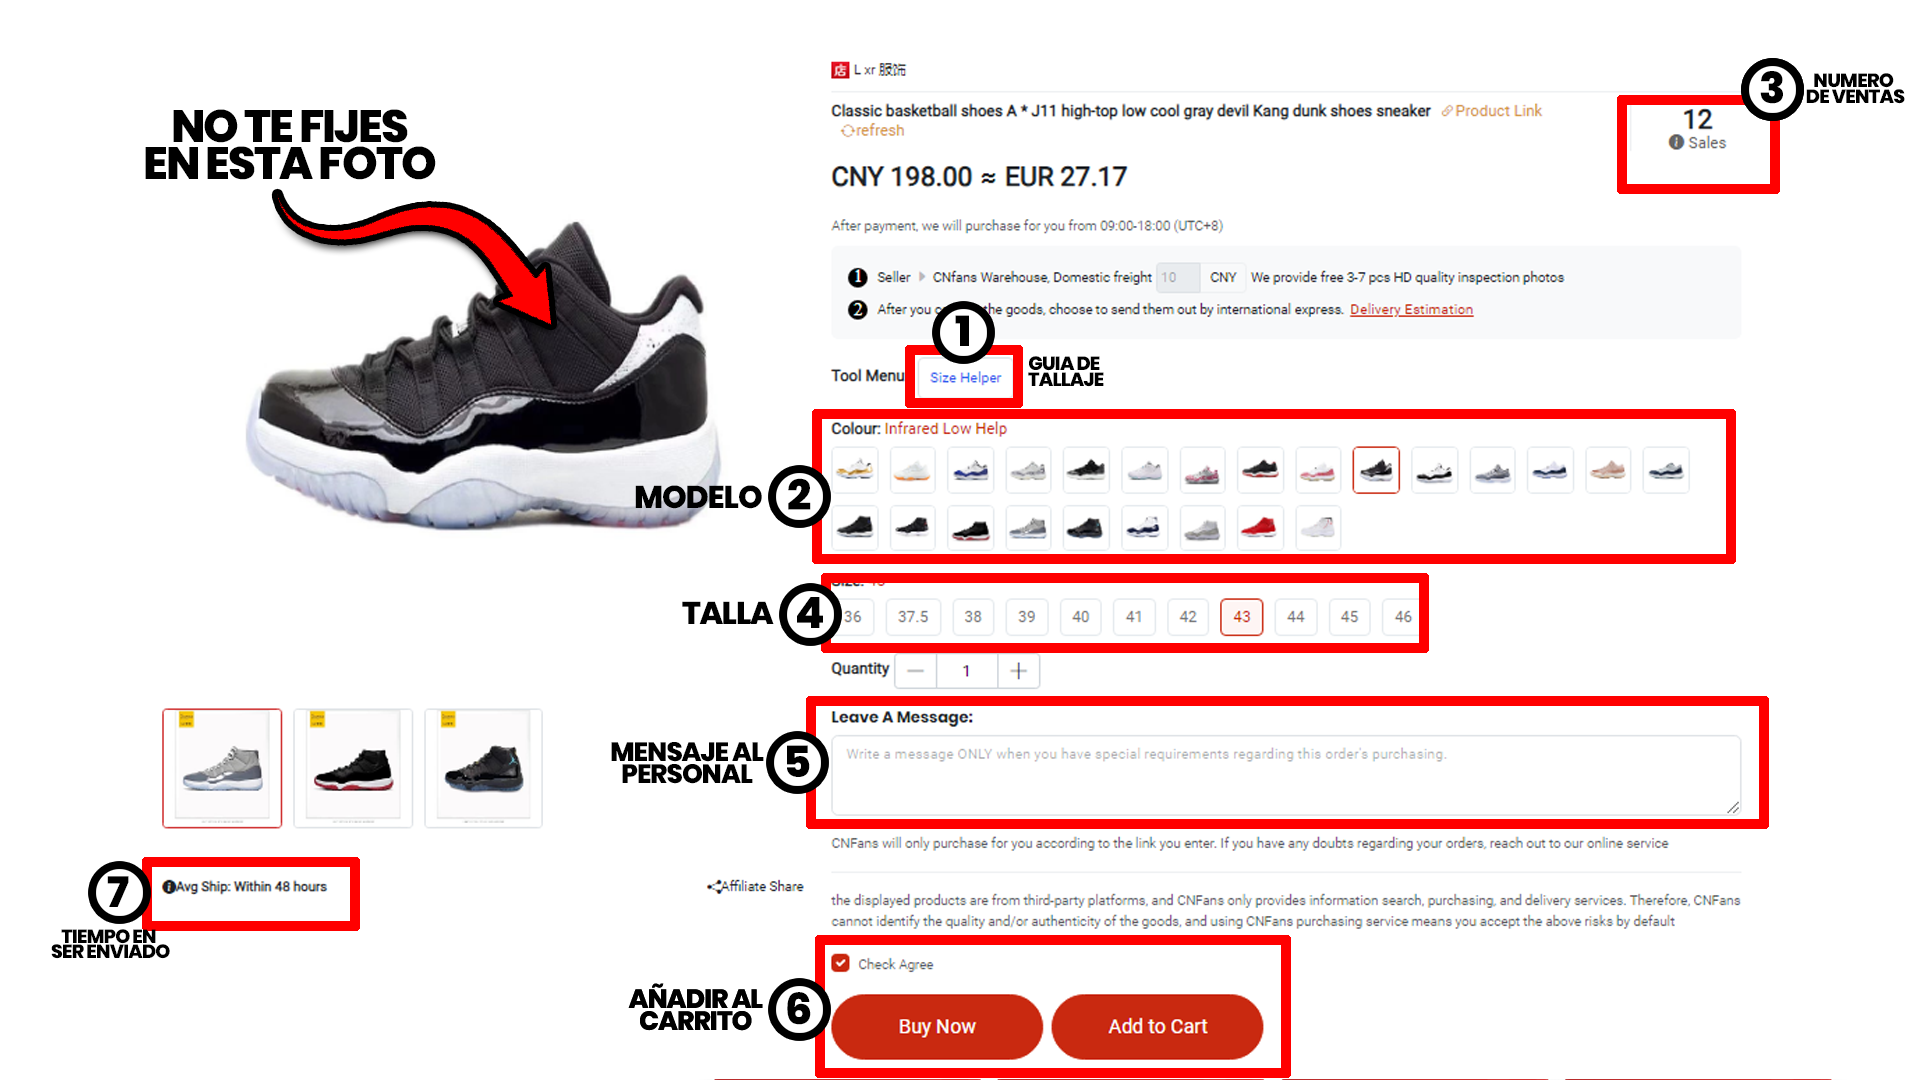 L xr 服饰
3
NUMERO
DE VENTAS
NO TE FIJES
EN ESTA FOTO
Classic basketball shoes A * J11 high-top low cool gray devil Kang dunk shoes sneaker
Product Link
refresh
12
Sales
CNY 198.00 ≈ EUR 27.17
After payment, we will purchase for you from 09:00-18:00 (UTC+8)
1 Seller CNfans Warehouse, Domestic freight 10 CNY We provide free 3-7 pcs HD quality inspection photos
2 After you the goods, choose to send them out by international express. Delivery Estimation
1
Tool Menu
Size Helper
GUIA DE
TALLAJE
Colour: Infrared Low Help
MODELO 2
TALLA 4
36 37.5 38 39 40 41 42 43 44 45 46
Quantity — 1 +
Leave A Message:
MENSAJE AL
PERSONAL
5
Write a message ONLY when you have special requirements regarding this order's purchasing.
CNFans will only purchase for you according to the link you enter. If you have any doubts regarding your orders, reach out to our online service
7
Avg Ship: Within 48 hours
Affiliate Share
TIEMPO EN
SER ENVIADO
the displayed products are from third-party platforms, and CNFans only provides information search, purchasing, and delivery services. Therefore, CNFans
cannot identify the quality and/or authenticity of the goods, and using CNFans purchasing service means you accept the above risks by default
Check Agree
AÑADIR AL
CARRITO
6
Buy Now
Add to Cart